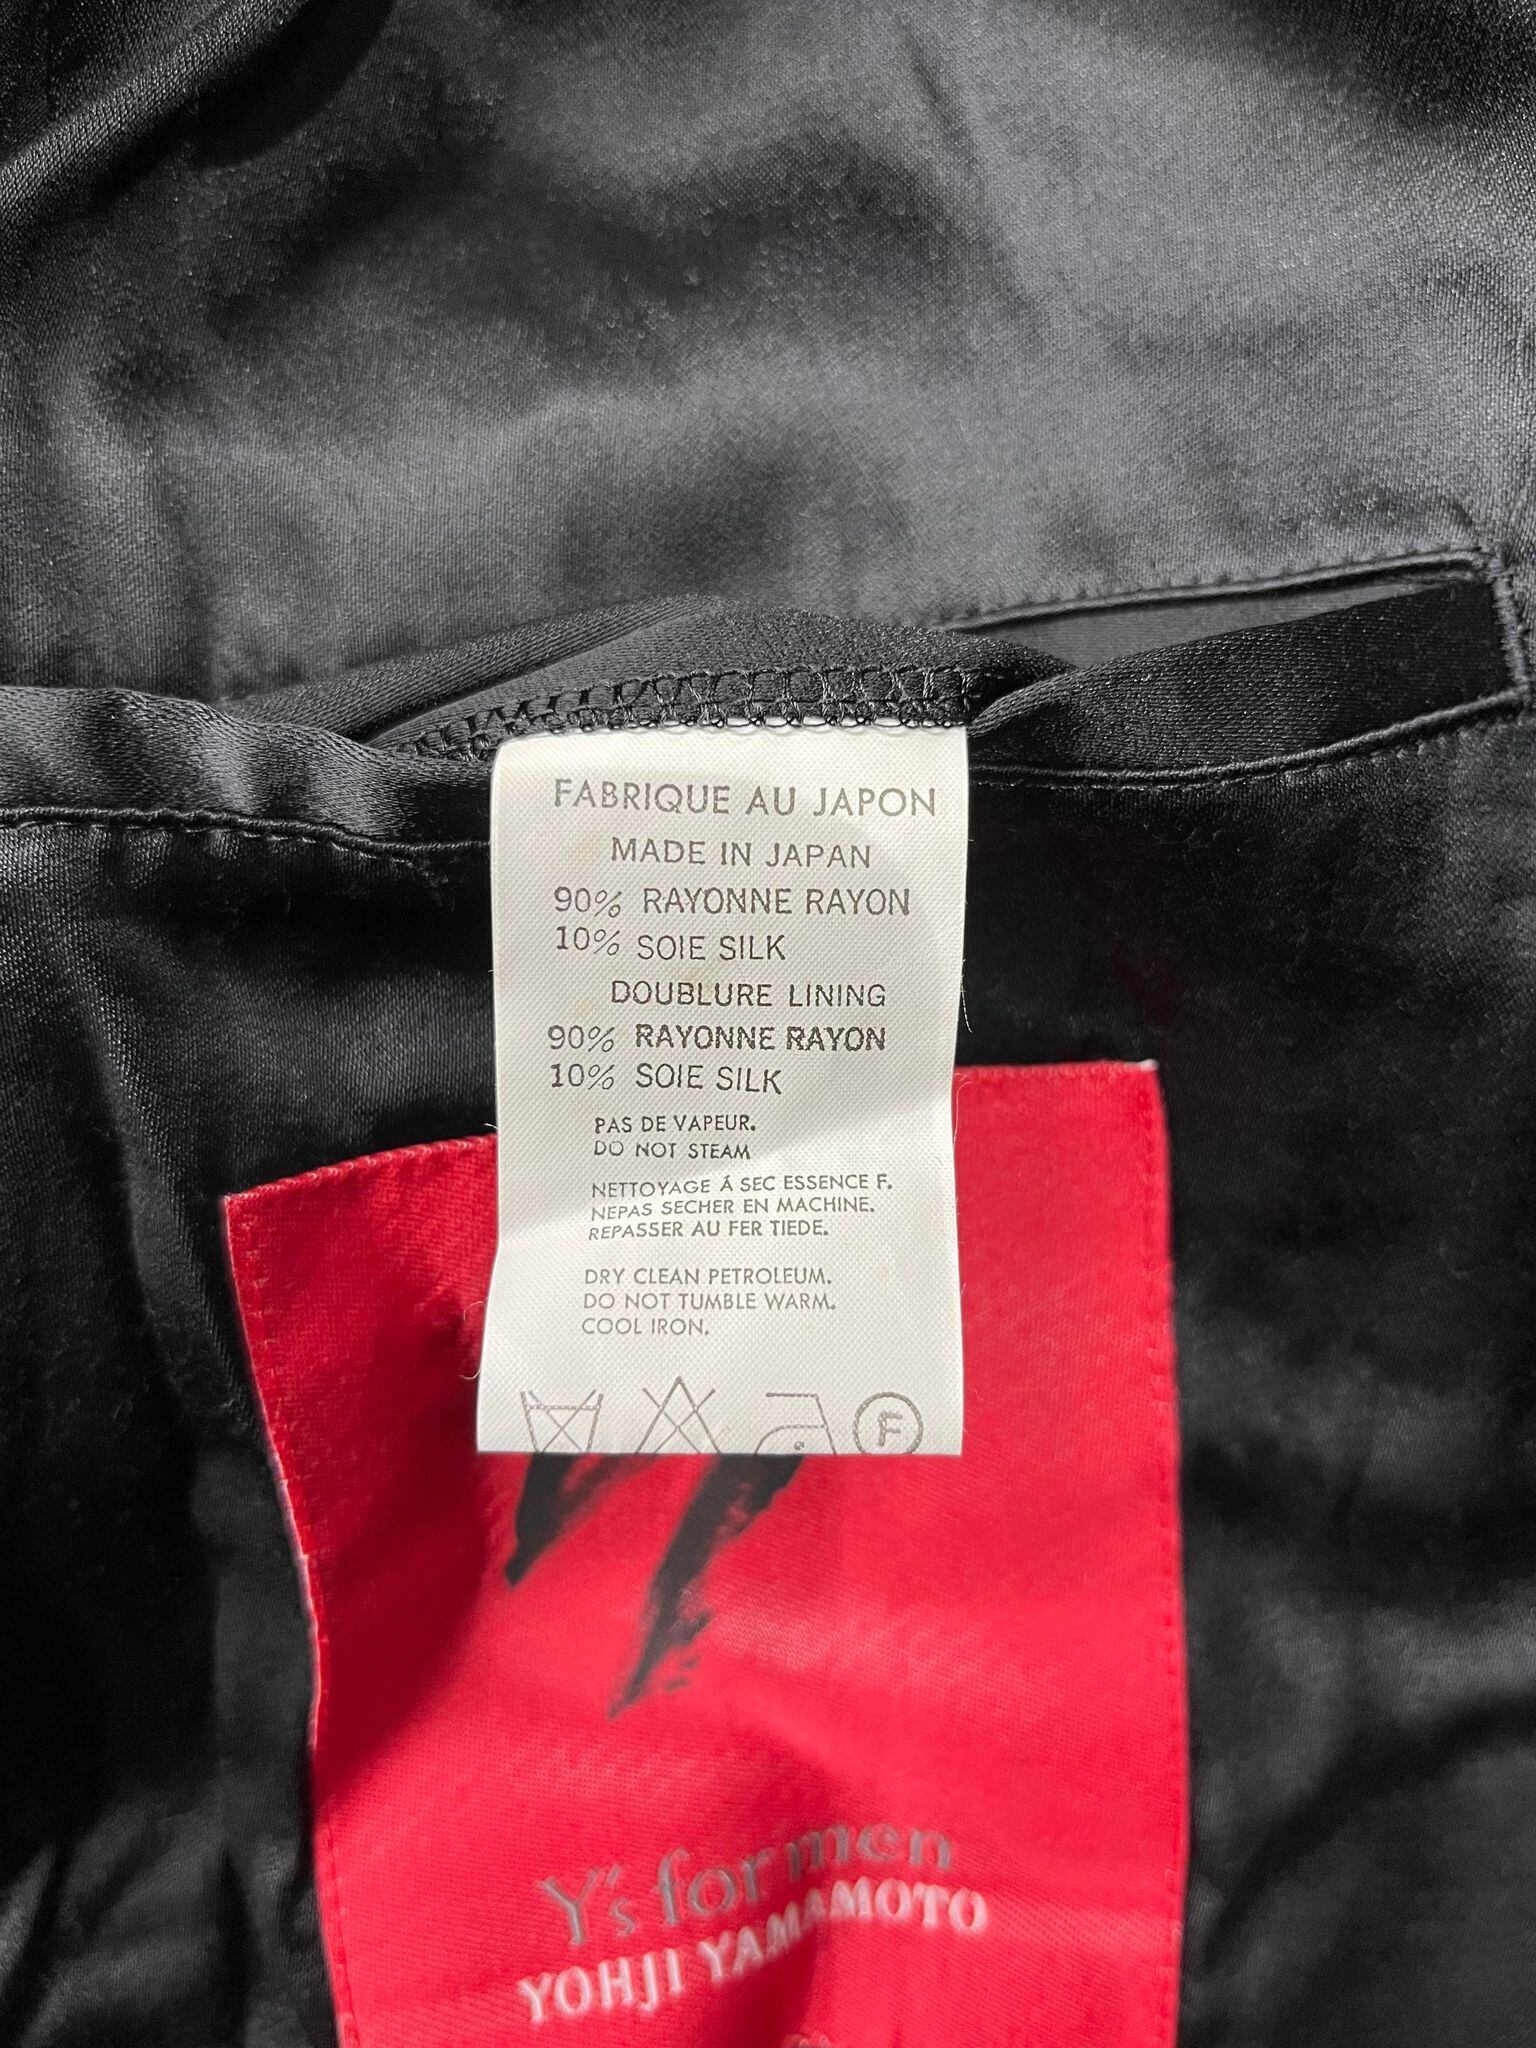 FABRIQUE AU JAPON
MADE IN JAPAN
90% RAYONNE RAYON
10% SOIE SILK
DOUBLURE LINING
90% RAYONNE RAYON
10% SOIE SILK
PAS DE VAPEUR.
DO NOT STEAM
NETTOYAGE Á SEC ESSENCE F.
NEPAS SECHER EN MACHINE.
REPASSER AU FER TIEDE.
DRY CLEAN PETROLEUM.
DO NOT TUMBLE WARM.
COOL IRON.
F
Y's for men
YOHJI YAMAMOTO